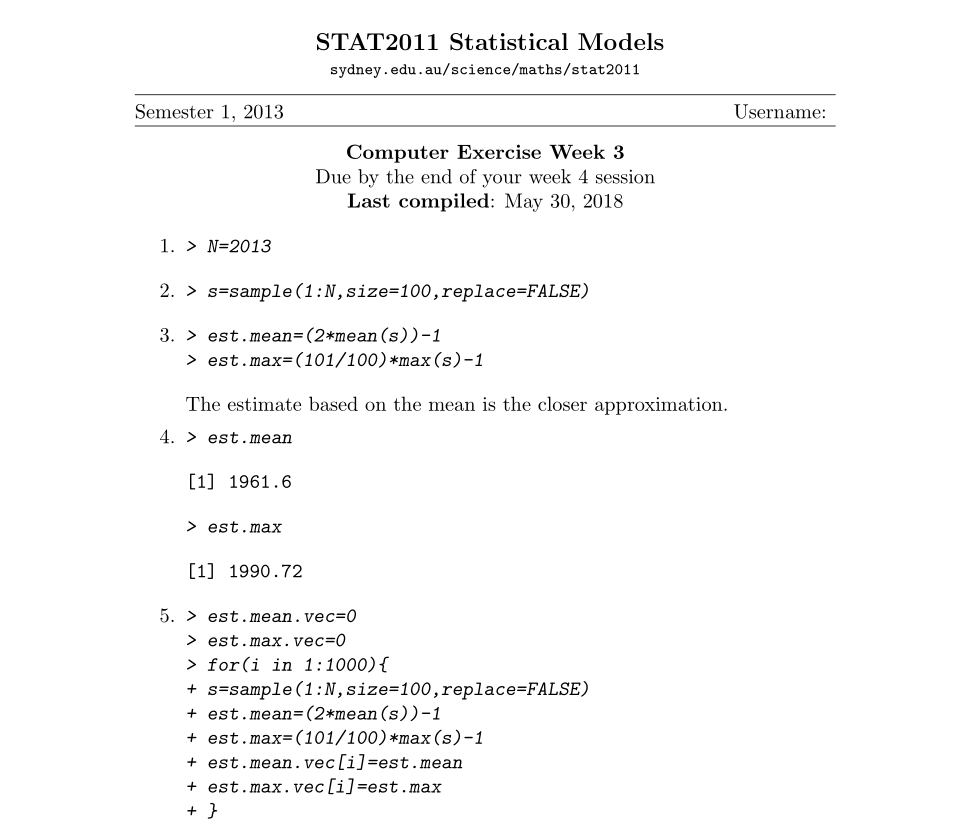 STAT2011 Statistical Models
sydney.edu.au/science/maths/stat2011
Semester 1, 2013 Username:
Computer Exercise Week 3
Due by the end of your week 4 session
Last compiled: May 30, 2018
1. > N=2013
2. > s=sample(1:N,size=100,replace=FALSE)
3. > est.mean=(2*mean(s))-1
> est.max=(101/100)*max(s)-1
The estimate based on the mean is the closer approximation.
4. > est.mean
[1] 1961.6
> est.max
[1] 1990.72
5. > est.mean.vec=0
> est.max.vec=0
> for(i in 1:1000){
+ s=sample(1:N,size=100,replace=FALSE)
+ est.mean=(2*mean(s))-1
+ est.max=(101/100)*max(s)-1
+ est.mean.vec[i]=est.mean
+ est.max.vec[i]=est.max
+ }